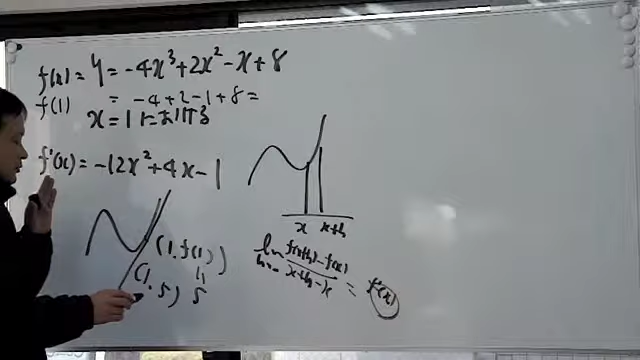 f(x) = y = -4x³+2x²-x+8
f(1) = -4+2-1+8=
x=1における
f'(x) = -12x²+4x-1
(1, f(1))
(1, 5) 5
x x+h
lim f(x+h)-f(x) / x+h-x = f'(x)